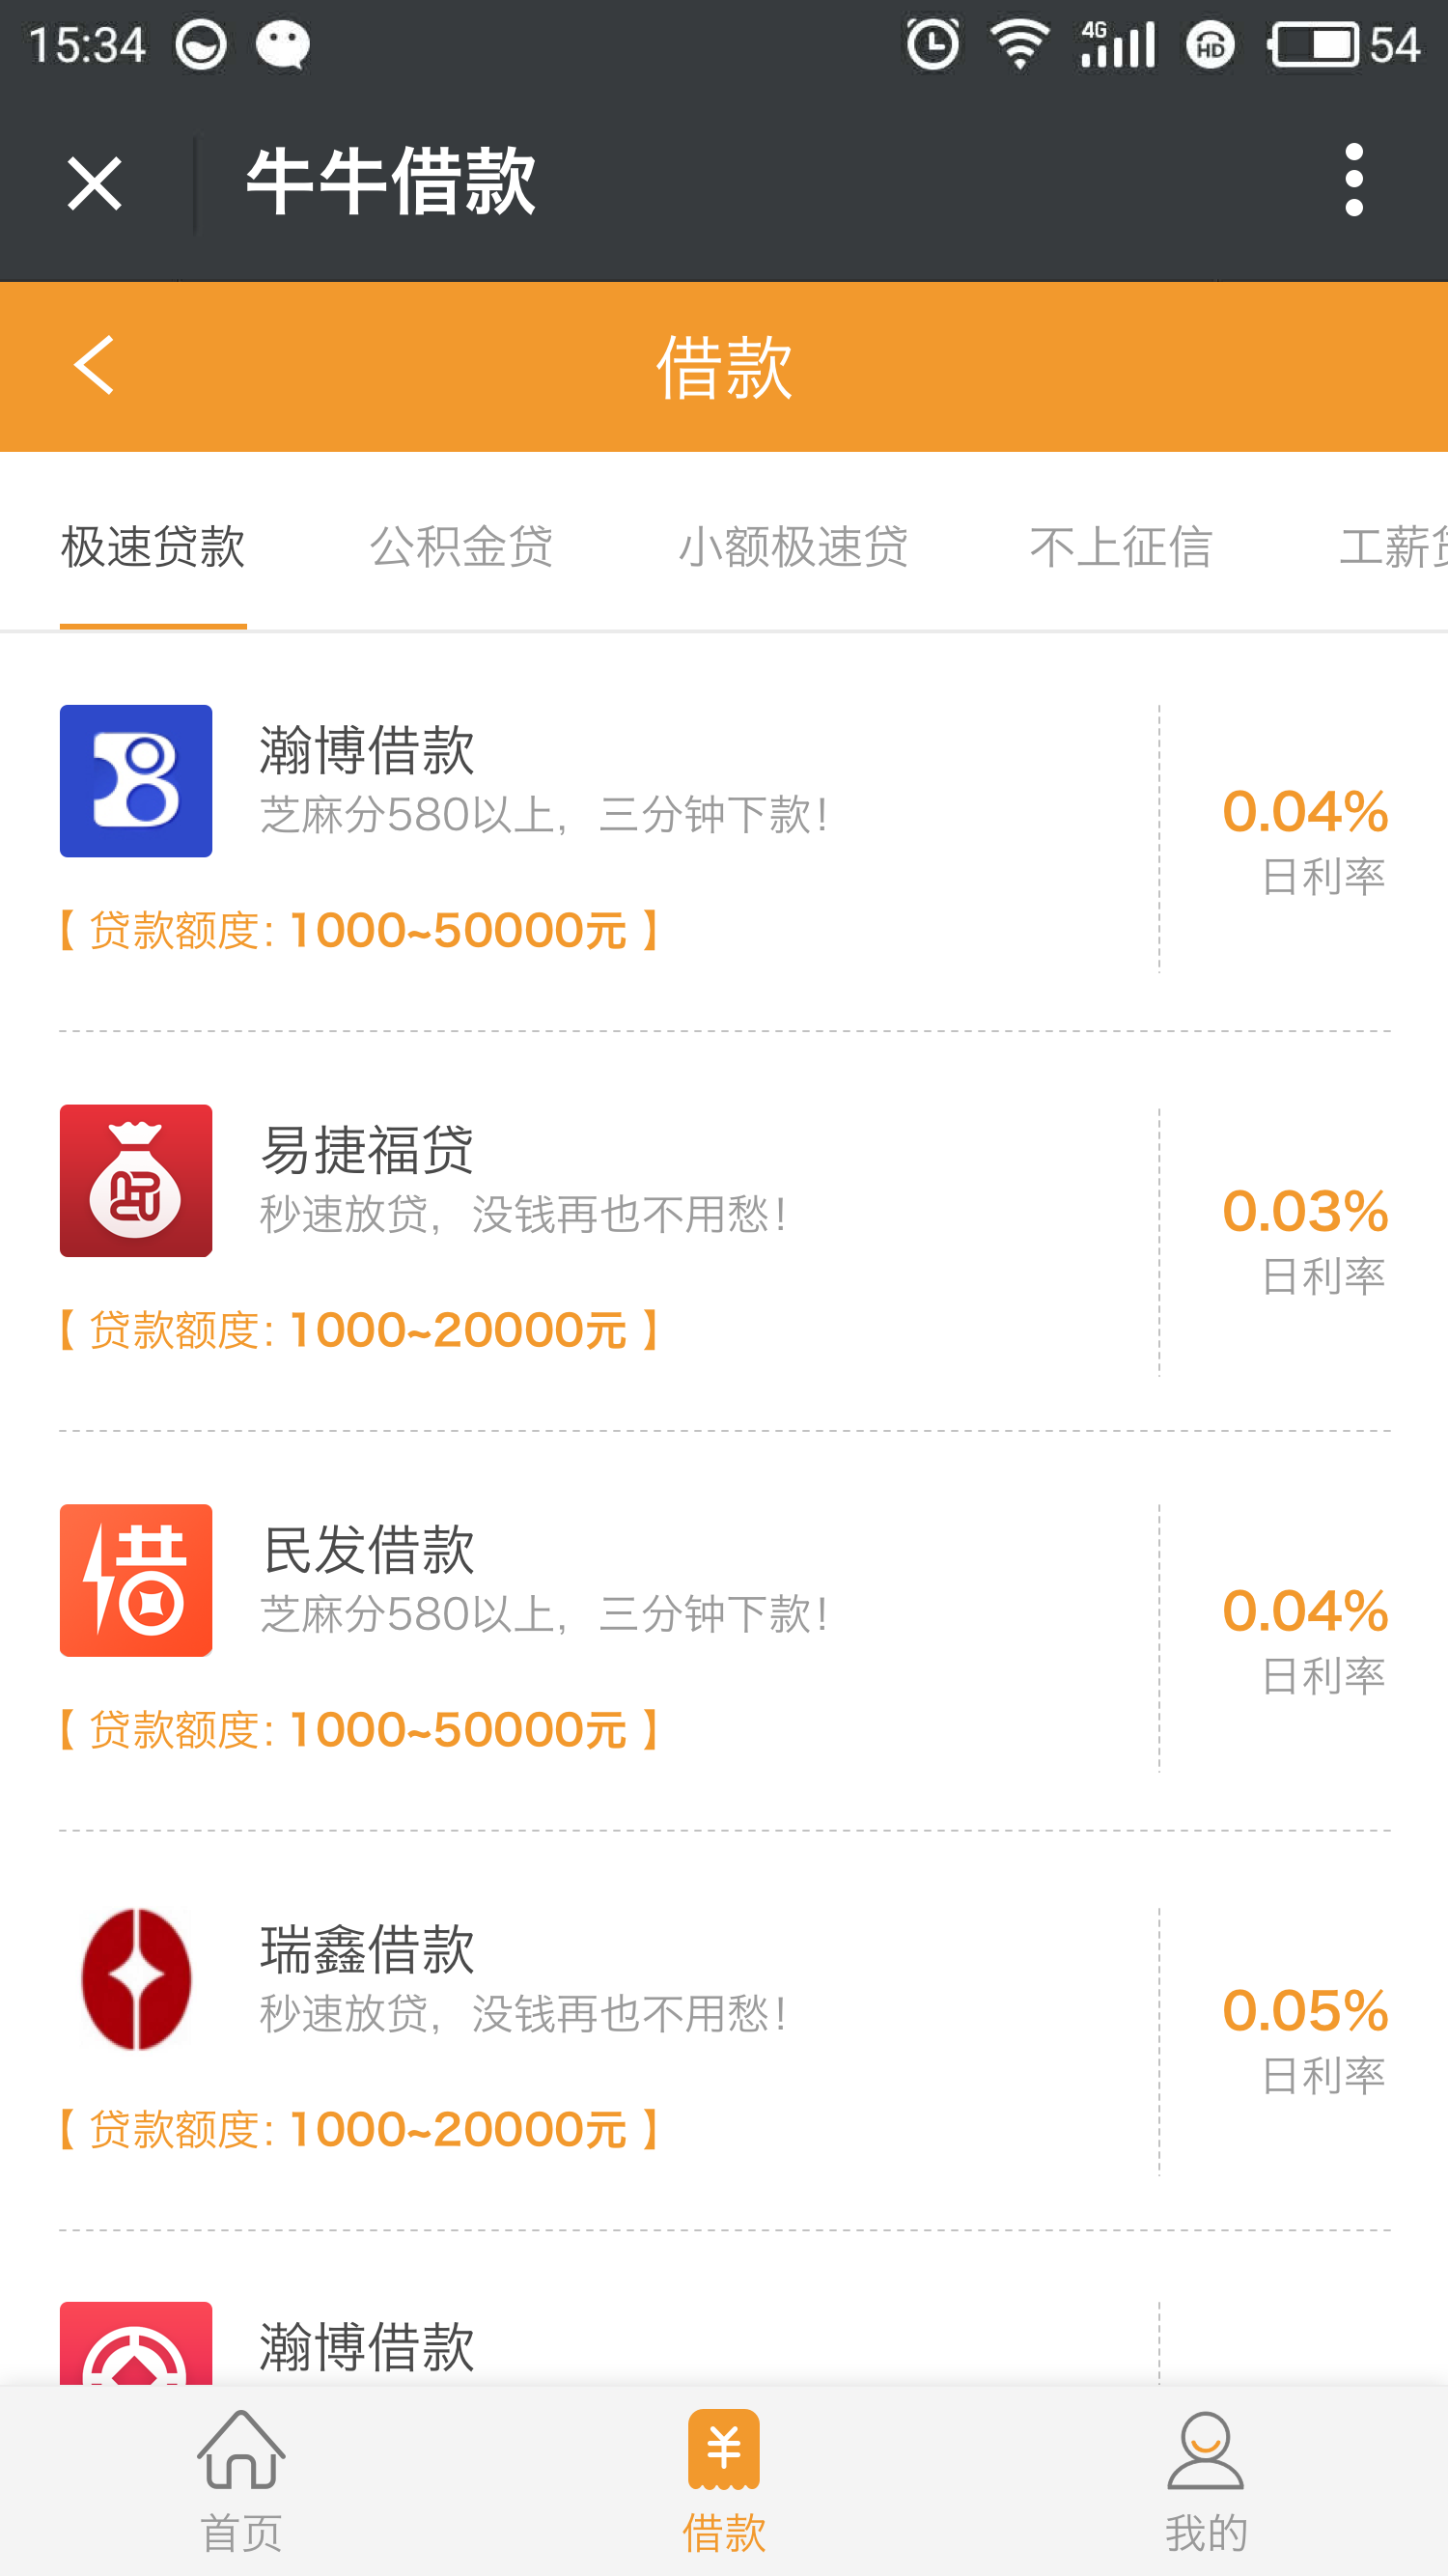 15:34
4G
HD
54
牛牛借款
借款
极速贷款 公积金贷 小额极速贷 不上征信 工薪贷
瀚博借款
芝麻分580以上，三分钟下款！
0.04%
日利率
【 贷款额度：1000~50000元 】
易捷福贷
秒速放贷，没钱再也不用愁！
0.03%
日利率
【 贷款额度：1000~20000元 】
借
民发借款
芝麻分580以上，三分钟下款！
0.04%
日利率
【 贷款额度：1000~50000元 】
瑞鑫借款
秒速放贷，没钱再也不用愁！
0.05%
日利率
【 贷款额度：1000~20000元 】
瀚博借款
¥
首页 借款 我的